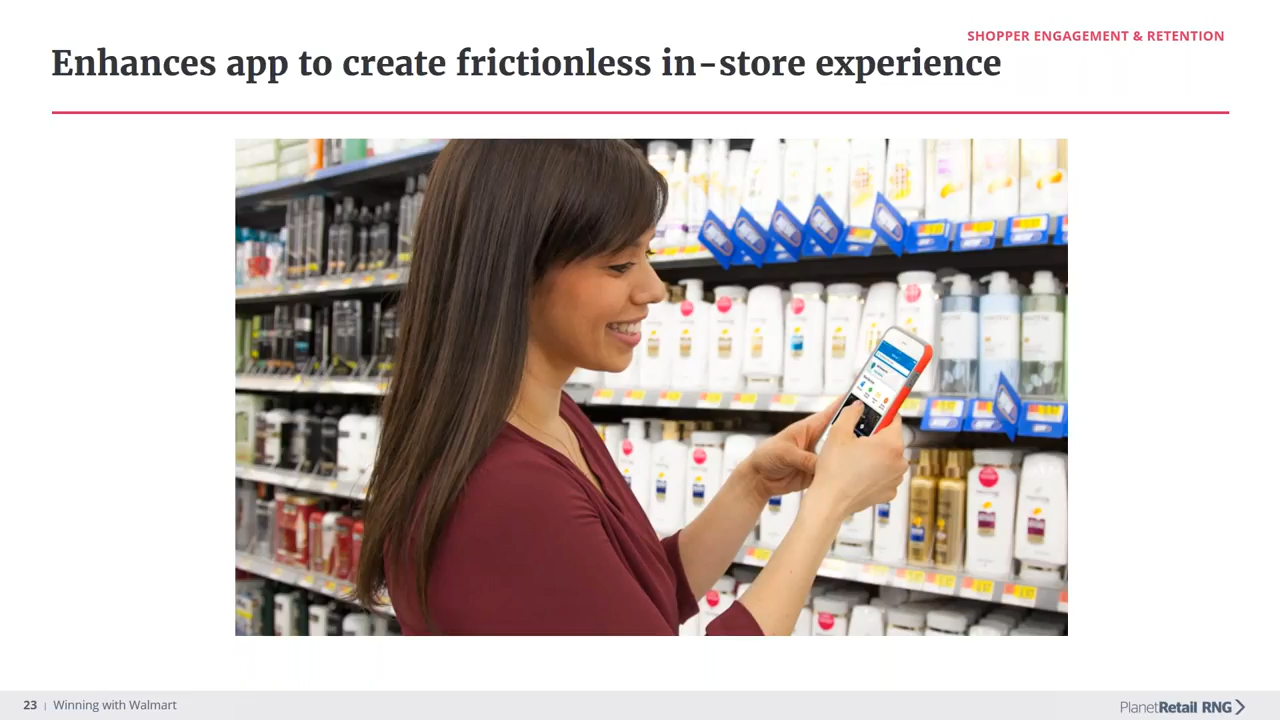 SHOPPER ENGAGEMENT & RETENTION
Enhances app to create frictionless in-store experience
23 | Winning with Walmart
PlanetRetail RNG